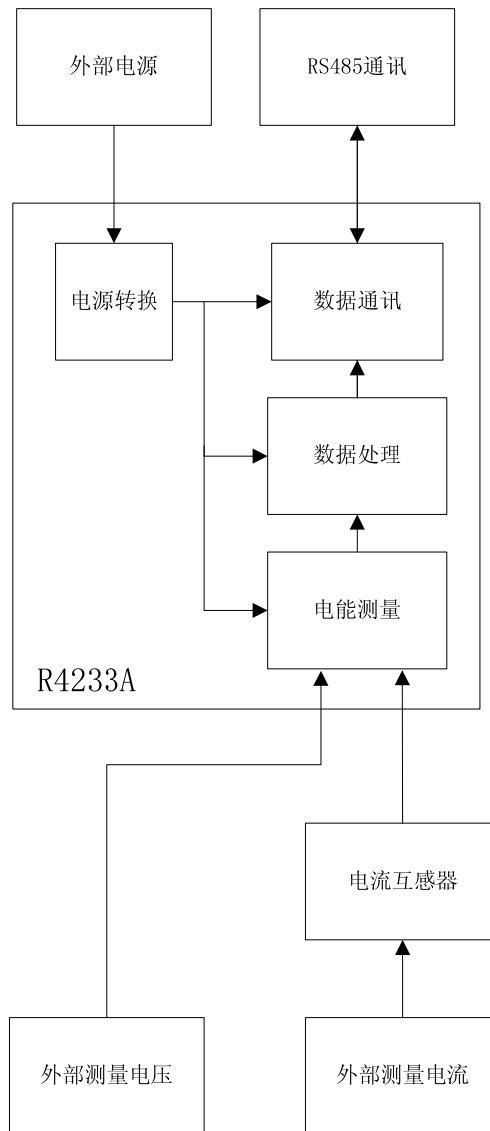 外部电源
RS485通讯
电源转换
数据通讯
数据处理
电能测量
R4233A
电流互感器
外部测量电压
外部测量电流